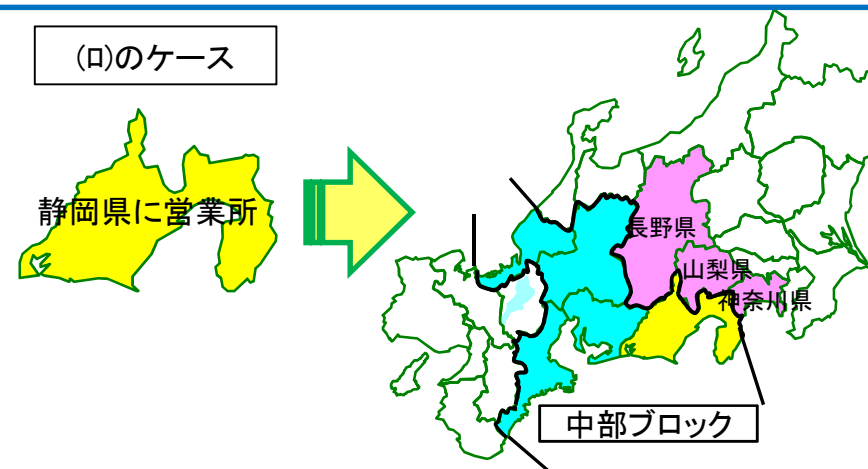 (ロ)のケース
静岡県に営業所
長野県
山梨県
神奈川県
中部ブロック